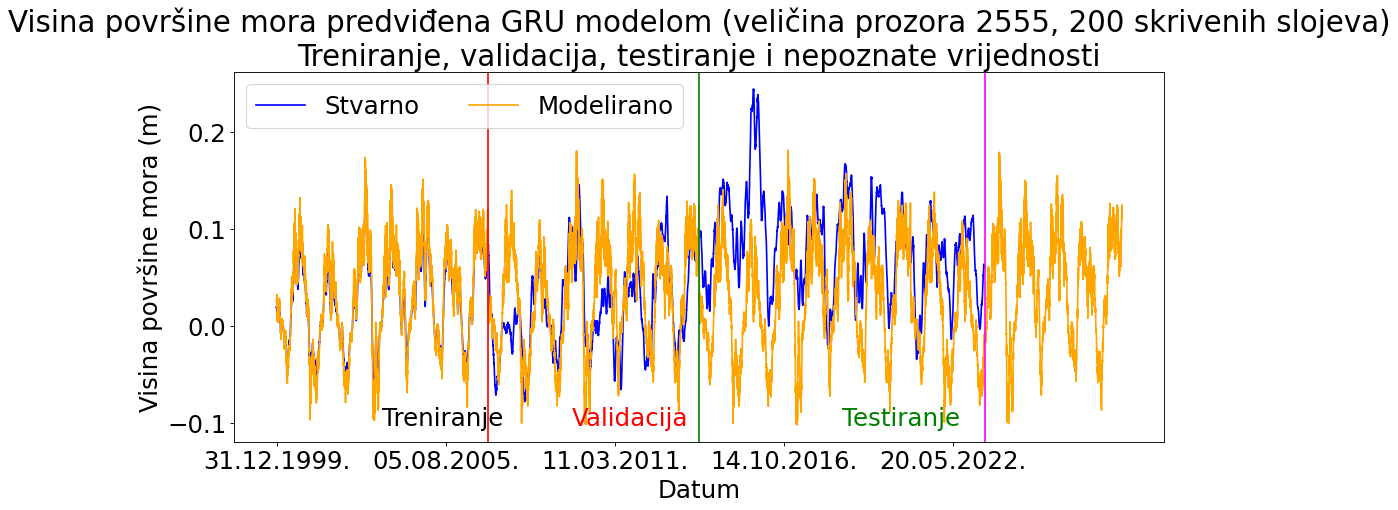 Visina površine mora predviđena GRU modelom (veličina prozora 2555, 200 skrivenih slojeva)
Treniranje, validacija, testiranje i nepoznate vrijednosti
Stvarno
Modelirano
Visina površine mora (m)
0.2
0.1
0.0
−0.1
Treniranje
Validacija
Testiranje
31.12.1999.
05.08.2005.
11.03.2011.
14.10.2016.
20.05.2022.
Datum